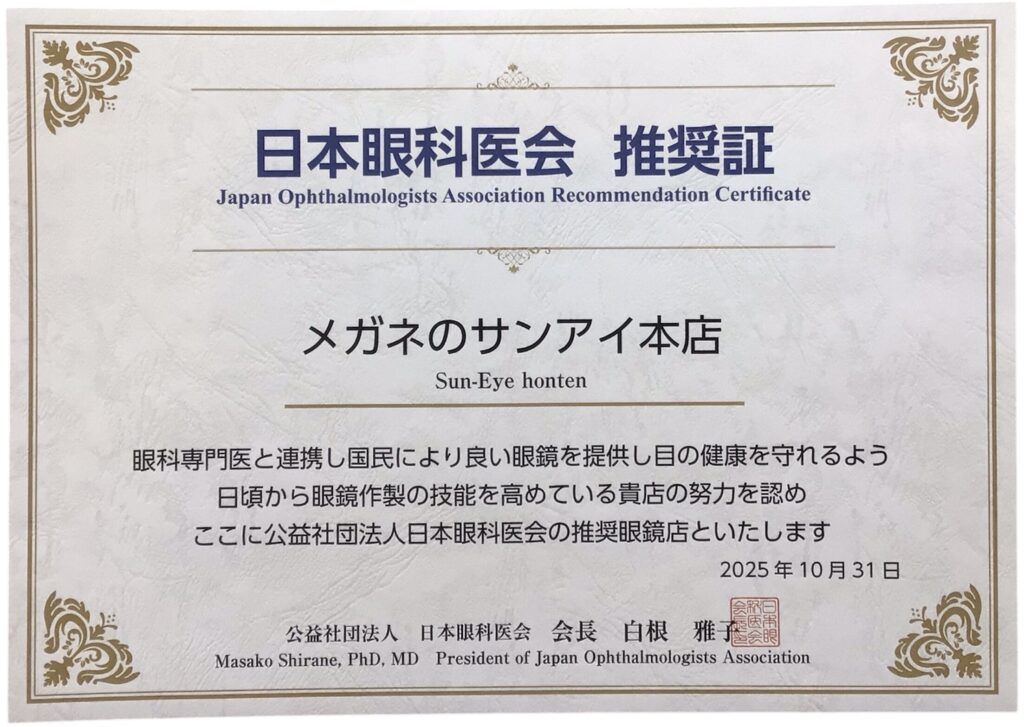 日本眼科医会 推奨証
Japan Ophthalmologists Association Recommendation Certificate
メガネのサンアイ本店
Sun-Eye honten
眼科専門医と連携し国民により良い眼鏡を提供し目の健康を守れるよう
日頃から眼鏡作製の技能を高めている貴店の努力を認め
ここに公益社団法人日本眼科医会の推奨眼鏡店といたします
2025年10月31日
公益社団法人 日本眼科医会 会長 白根 雅子
Masako Shirane, PhD, MD President of Japan Ophthalmologists Association